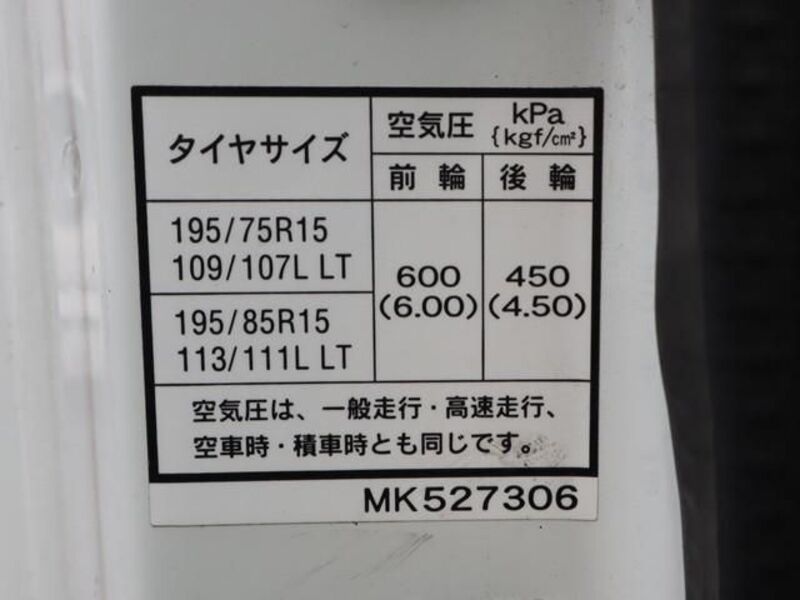 タイヤサイズ
空気圧 kPa
{kgf/cm²}
前輪 後輪
195/75R15
109/107L LT
195/85R15
113/111L LT
600 450
(6.00) (4.50)
空気圧は、一般走行・高速走行、
空車時・積車時とも同じです。
MK527306